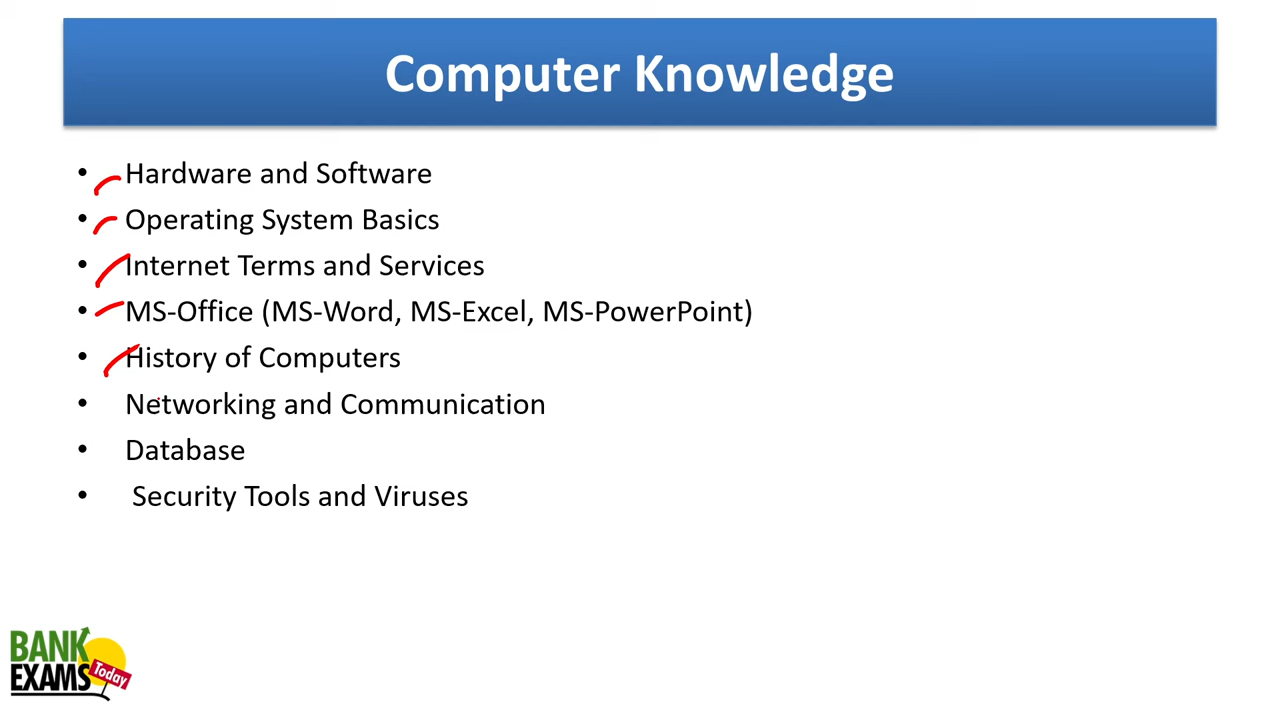 Computer Knowledge
• Hardware and Software
• Operating System Basics
• Internet Terms and Services
• MS-Office (MS-Word, MS-Excel, MS-PowerPoint)
• History of Computers
• Networking and Communication
• Database
• Security Tools and Viruses
BANK
EXAMS Today